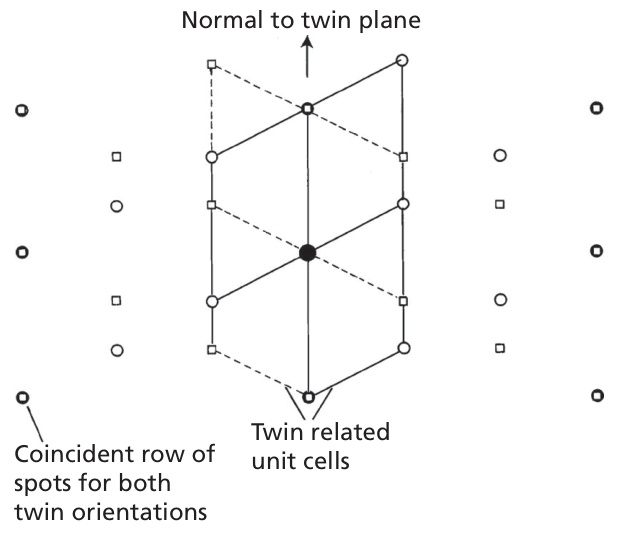 Normal to twin plane
Twin related
unit cells
Coincident row of
spots for both
twin orientations